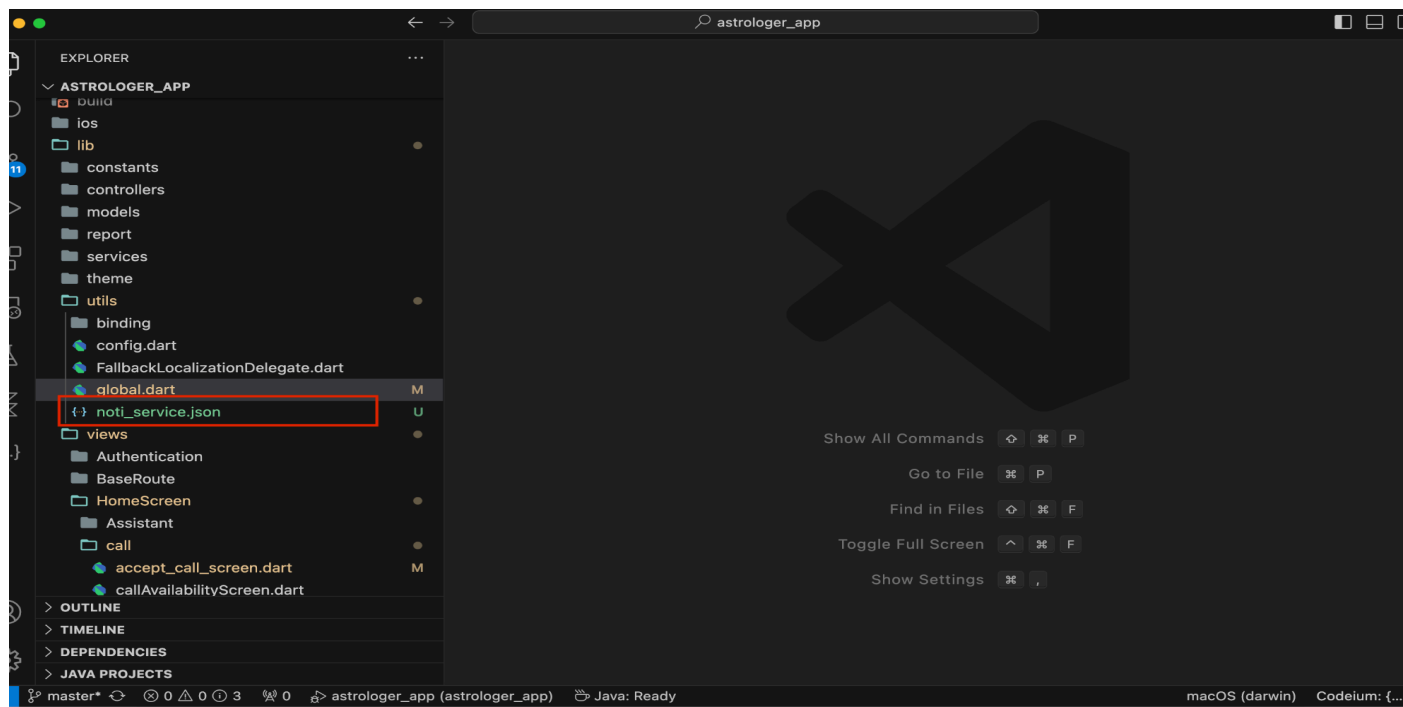 astrologer_app
EXPLORER
ASTROLOGER_APP
build
ios
lib
constants
controllers
models
report
services
theme
utils
binding
config.dart
FallbackLocalizationDelegate.dart
global.dart M
noti_service.json U
views
Authentication
BaseRoute
HomeScreen
Assistant
call
accept_call_screen.dart M
callAvailabilityScreen.dart
OUTLINE
TIMELINE
DEPENDENCIES
JAVA PROJECTS
11
Show All Commands ⇧ ⌘ P
Go to File ⌘ P
Find in Files ⇧ ⌘ F
Toggle Full Screen ^ ⌘ F
Show Settings ⌘ ,
master* 0 0 3 0 astrologer_app (astrologer_app) Java: Ready macOS (darwin) Codeium: {...